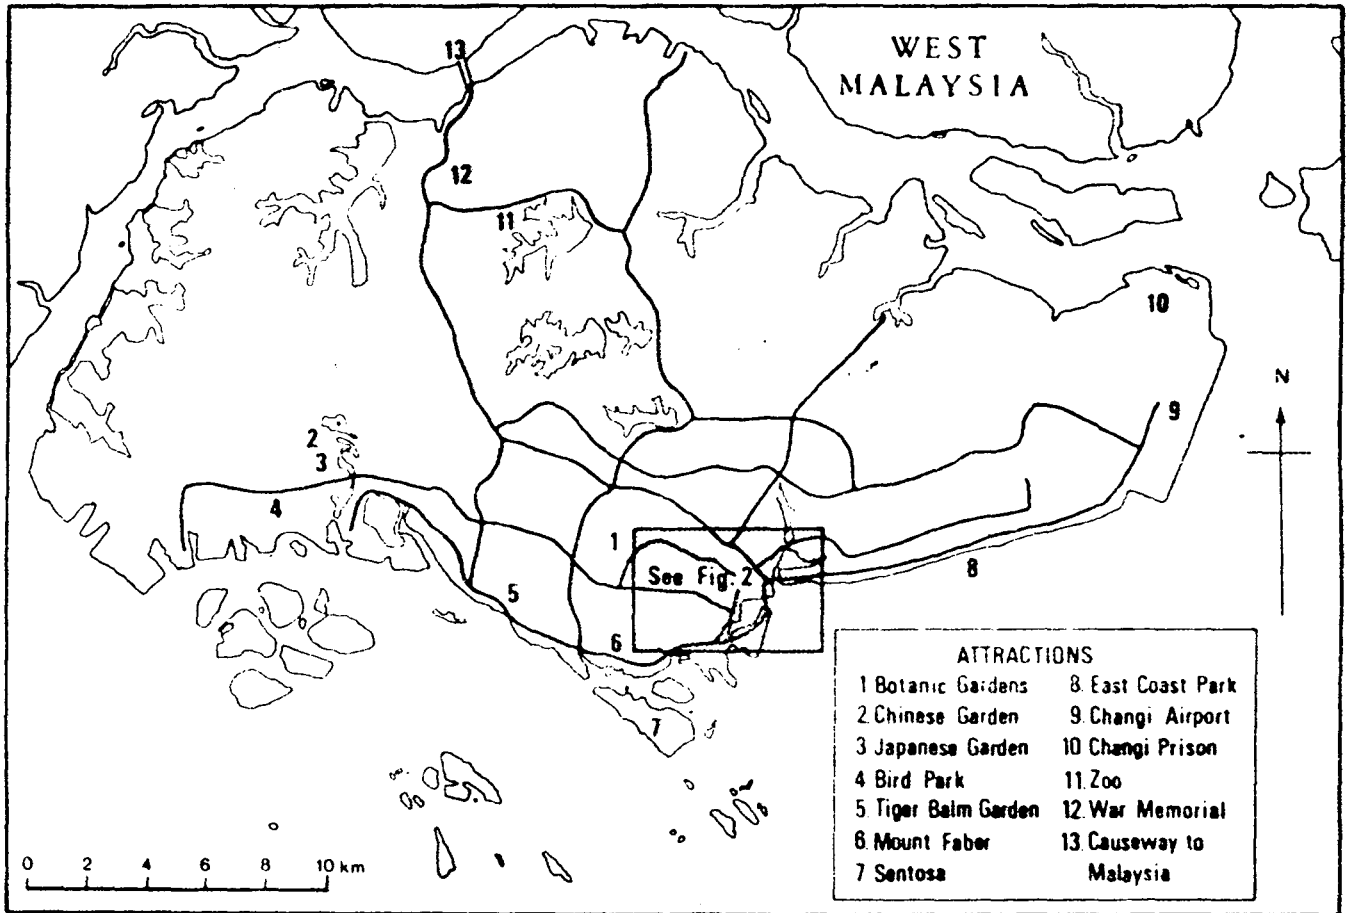 WEST
MALAYSIA
13
12
11
10
N
9
2
3
4
1
See Fig. 2
8
5
6
7
ATTRACTIONS
1 Botanic Gardens
2. Chinese Garden
3 Japanese Garden
4 Bird Park
5. Tiger Balm Garden
6. Mount Faber
7 Sentosa
8. East Coast Park
9. Changi Airport
10 Changi Prison
11. Zoo
12. War Memorial
13. Causeway to
Malaysia
0 2 4 6 8 10 km